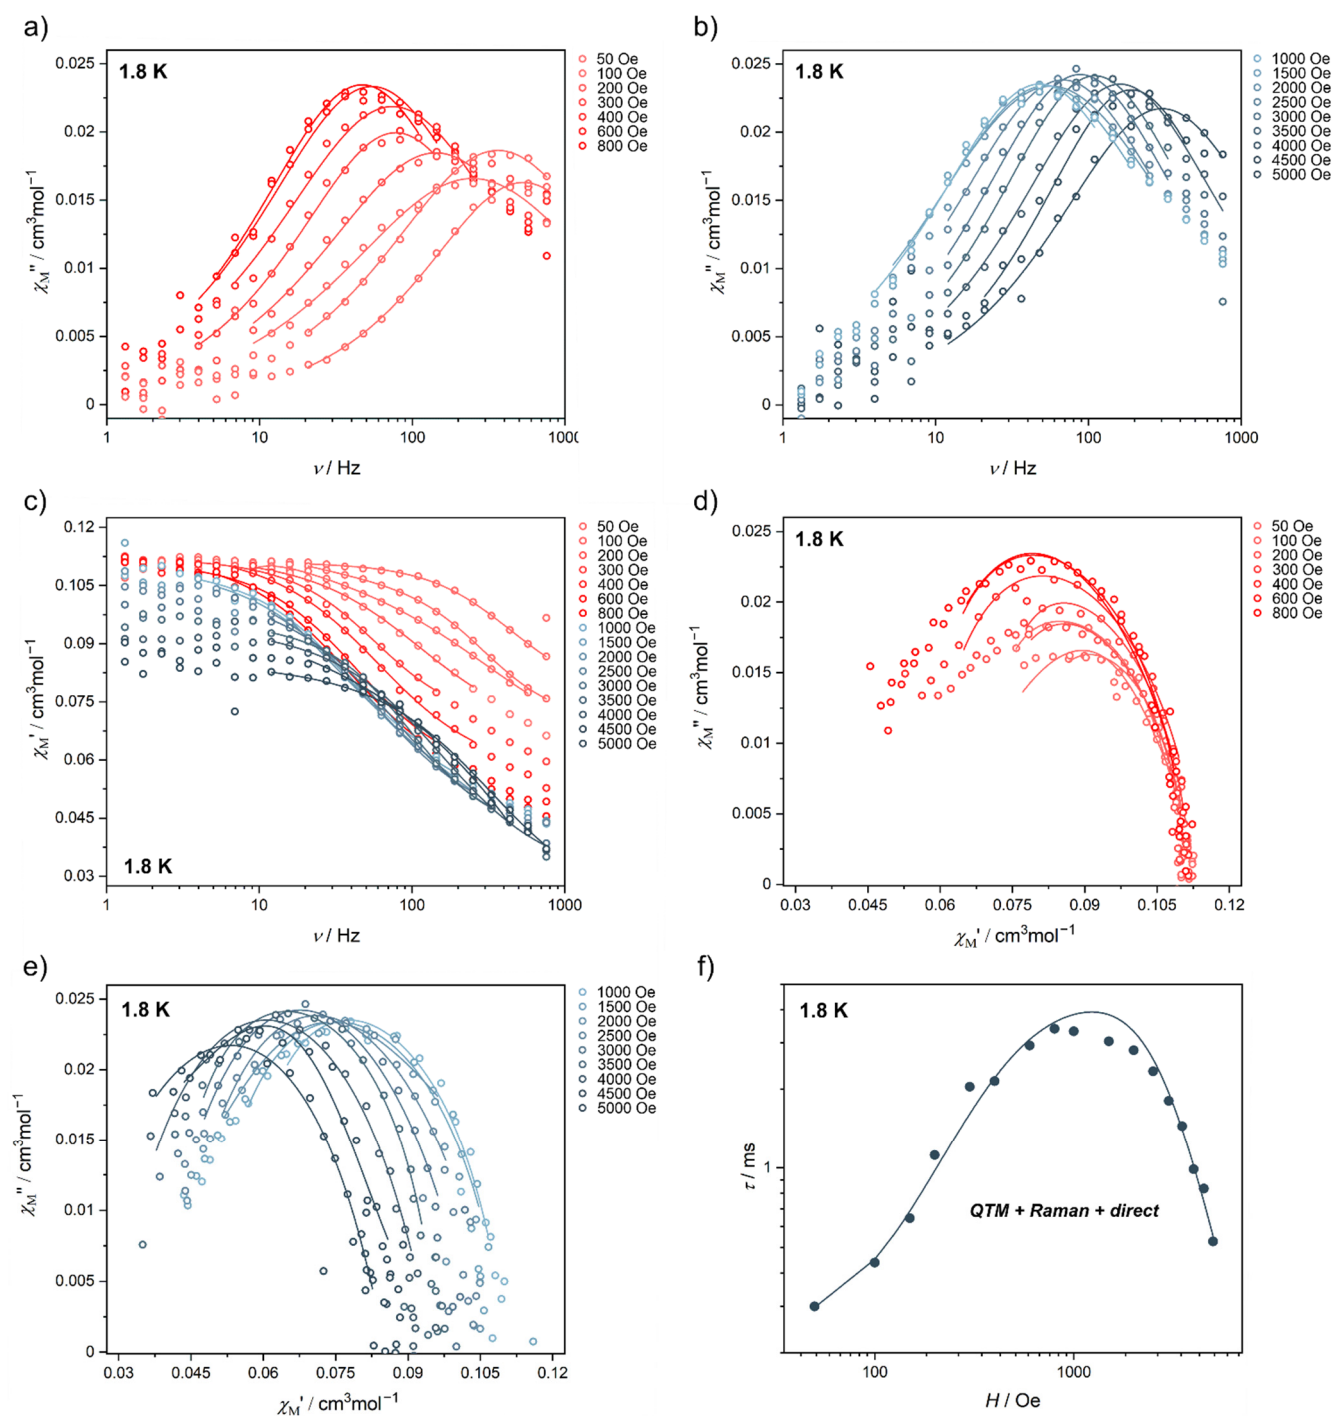 a)
1.8 K
0.025
0.02
0.015
0.01
0.005
0
χM'' / cm³mol⁻¹
1 10 100 1000
ν / Hz
50 Oe
100 Oe
200 Oe
300 Oe
400 Oe
600 Oe
800 Oe
b)
1.8 K
0.025
0.02
0.015
0.01
0.005
0
χM'' / cm³mol⁻¹
1 10 100 1000
ν / Hz
1000 Oe
1500 Oe
2000 Oe
2500 Oe
3000 Oe
3500 Oe
4000 Oe
4500 Oe
5000 Oe
c)
0.12
0.105
0.09
0.075
0.06
0.045
0.03
χM' / cm³mol⁻¹
1.8 K
1 10 100 1000
ν / Hz
50 Oe
100 Oe
200 Oe
300 Oe
400 Oe
600 Oe
800 Oe
1000 Oe
1500 Oe
2000 Oe
2500 Oe
3000 Oe
3500 Oe
4000 Oe
4500 Oe
5000 Oe
d)
1.8 K
0.025
0.02
0.015
0.01
0.005
0
χM'' / cm³mol⁻¹
0.03 0.045 0.06 0.075 0.09 0.105 0.12
χM' / cm³mol⁻¹
50 Oe
100 Oe
200 Oe
300 Oe
400 Oe
600 Oe
800 Oe
e)
1.8 K
0.025
0.02
0.015
0.01
0.005
0
χM'' / cm³mol⁻¹
0.03 0.045 0.06 0.075 0.09 0.105 0.12
χM' / cm³mol⁻¹
1000 Oe
1500 Oe
2000 Oe
2500 Oe
3000 Oe
3500 Oe
4000 Oe
4500 Oe
5000 Oe
f)
1.8 K
1
τ / ms
QTM + Raman + direct
100 1000
H / Oe